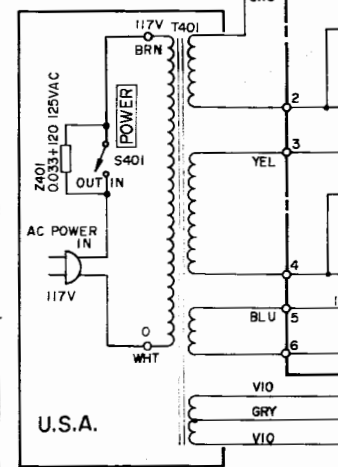 117V
T401
BRN
POWER
2
3
YEL
Z401
0.033+120 125VAC
S401
OUT IN
AC POWER
IN
117V
4
BLU
5
6
0
WHT
VIO
GRY
VIO
U.S.A.